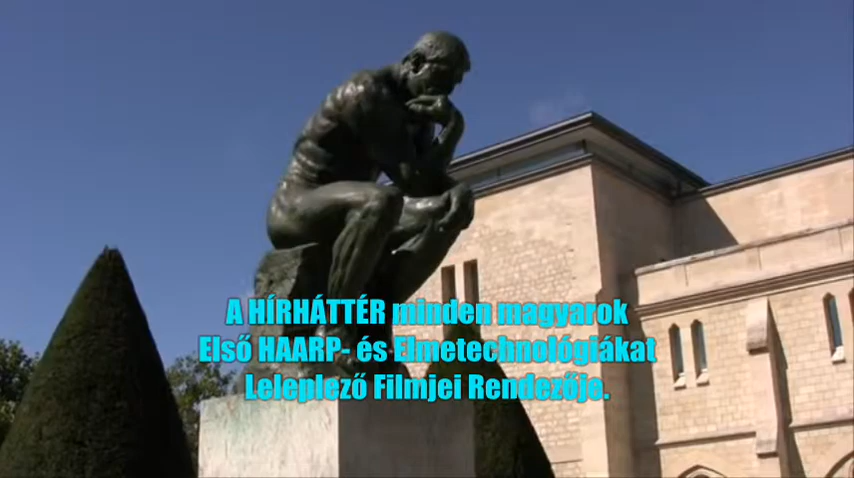 A HÍRHÁTTÉR minden magyarok
Első HAARP- és Elmetechnológiákat
Leleplező Filmjei Rendezője.